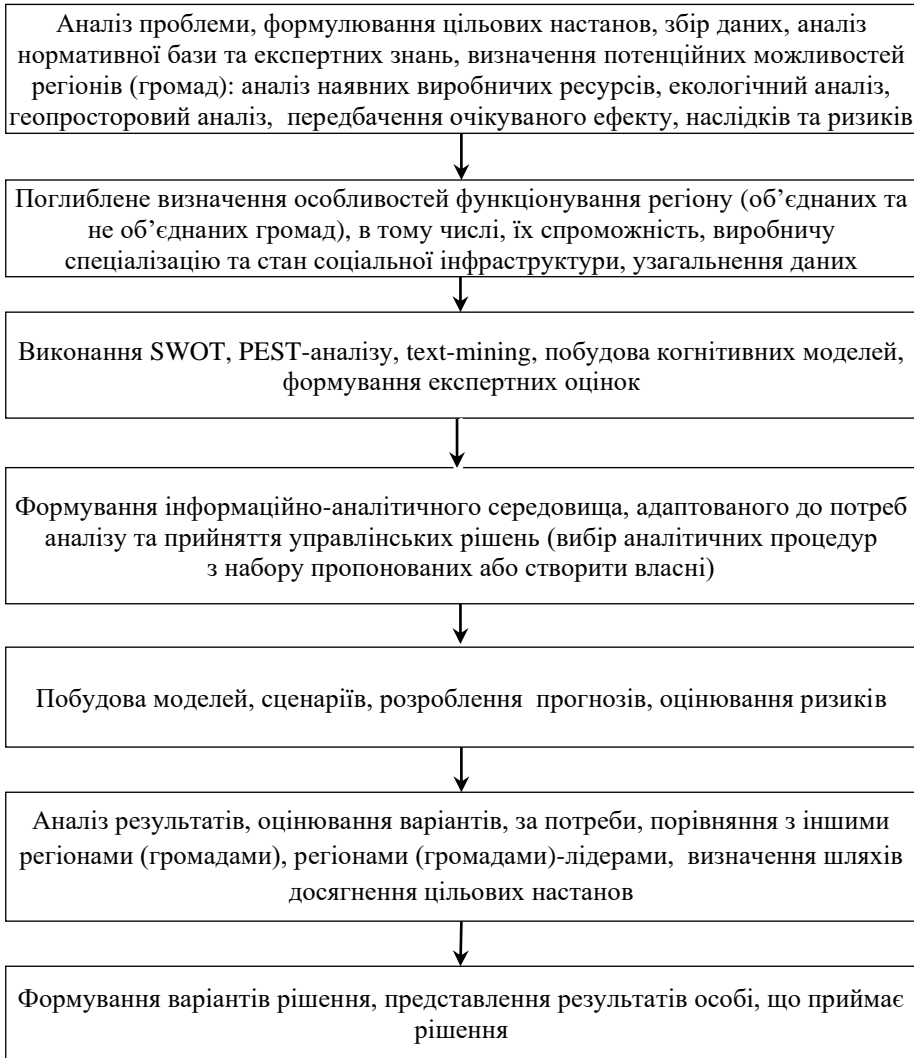 Аналіз проблеми, формулювання цільових настанов, збір даних, аналіз
нормативної бази та експертних знань, визначення потенційних можливостей
регіонів (громад): аналіз наявних виробничих ресурсів, екологічний аналіз,
геопросторовий аналіз, передбачення очікуваного ефекту, наслідків та ризиків
Поглиблене визначення особливостей функціонування регіону (об’єднаних та
не об’єднаних громад), в тому числі, їх спроможність, виробничу
спеціалізацію та стан соціальної інфраструктури, узагальнення даних
Виконання SWOT, PEST-аналізу, text-mining, побудова когнітивних моделей,
формування експертних оцінок
Формування інформаційно-аналітичного середовища, адаптованого до потреб
аналізу та прийняття управлінських рішень (вибір аналітичних процедур
з набору пропонованих або створити власні)
Побудова моделей, сценаріїв, розроблення прогнозів, оцінювання ризиків
Аналіз результатів, оцінювання варіантів, за потреби, порівняння з іншими
регіонами (громадами), регіонами (громадами)-лідерами, визначення шляхів
досягнення цільових настанов
Формування варіантів рішення, представлення результатів особі, що приймає
рішення